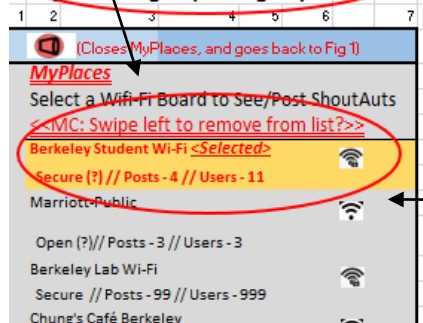 1 2 3 4 5 6 7
(Closes MyPlaces, and goes back to Fig 1)
MyPlaces
Select a Wifi-Fi Board to See/Post ShoutAuts
<<MC: Swipe left to remove from list?>>
Berkeley Student Wi-Fi <Selected>
Secure (?) // Posts - 4 // Users - 11
Marriott-Public
Open (?)// Posts - 3 // Users - 3
Berkeley Lab Wi-Fi
Secure // Posts - 99 // Users - 999
Chung's Café Berkeley